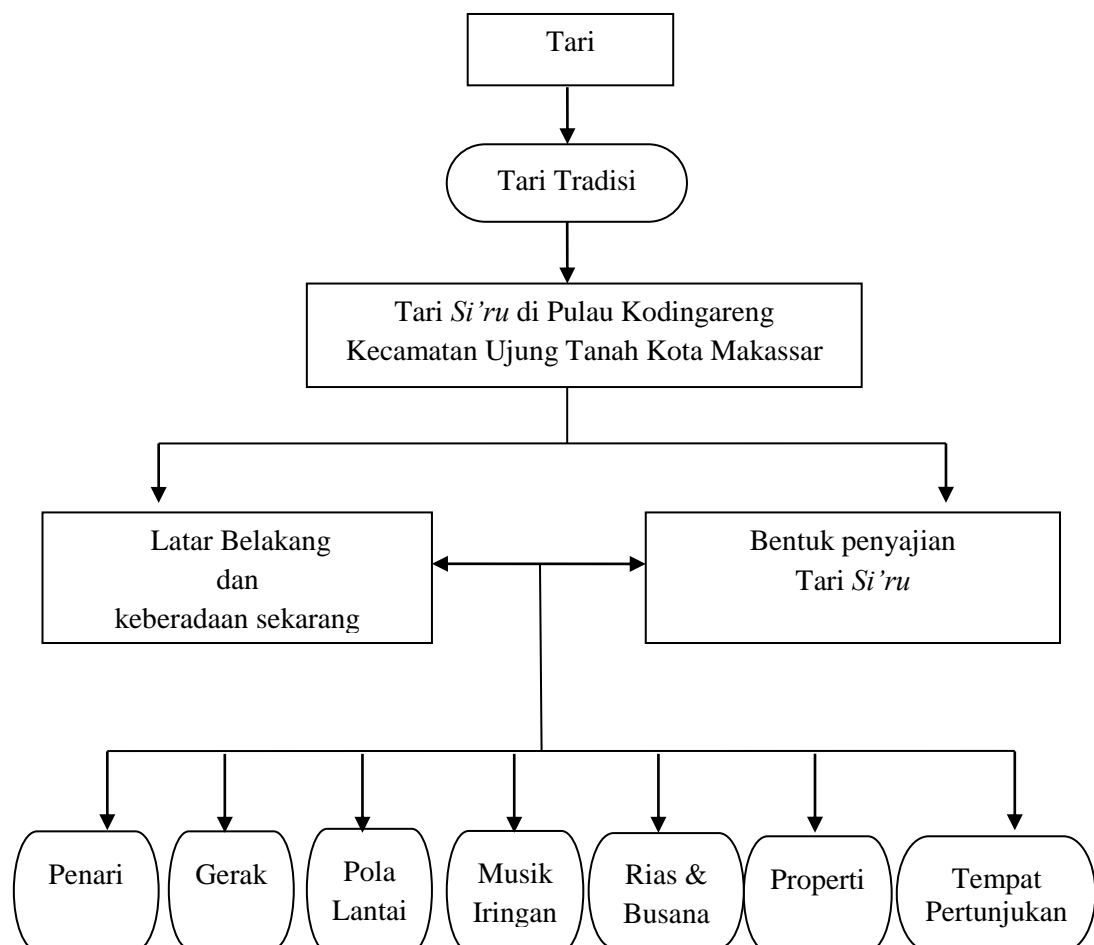 Tari
Tari Tradisi
Tari Si’ru di Pulau Kodingareng
Kecamatan Ujung Tanah Kota Makassar
Latar Belakang
dan
keberadaan sekarang
Bentuk penyajian
Tari Si’ru
Penari
Gerak
Pola
Lantai
Musik
Iringan
Rias &
Busana
Properti
Tempat
Pertunjukan